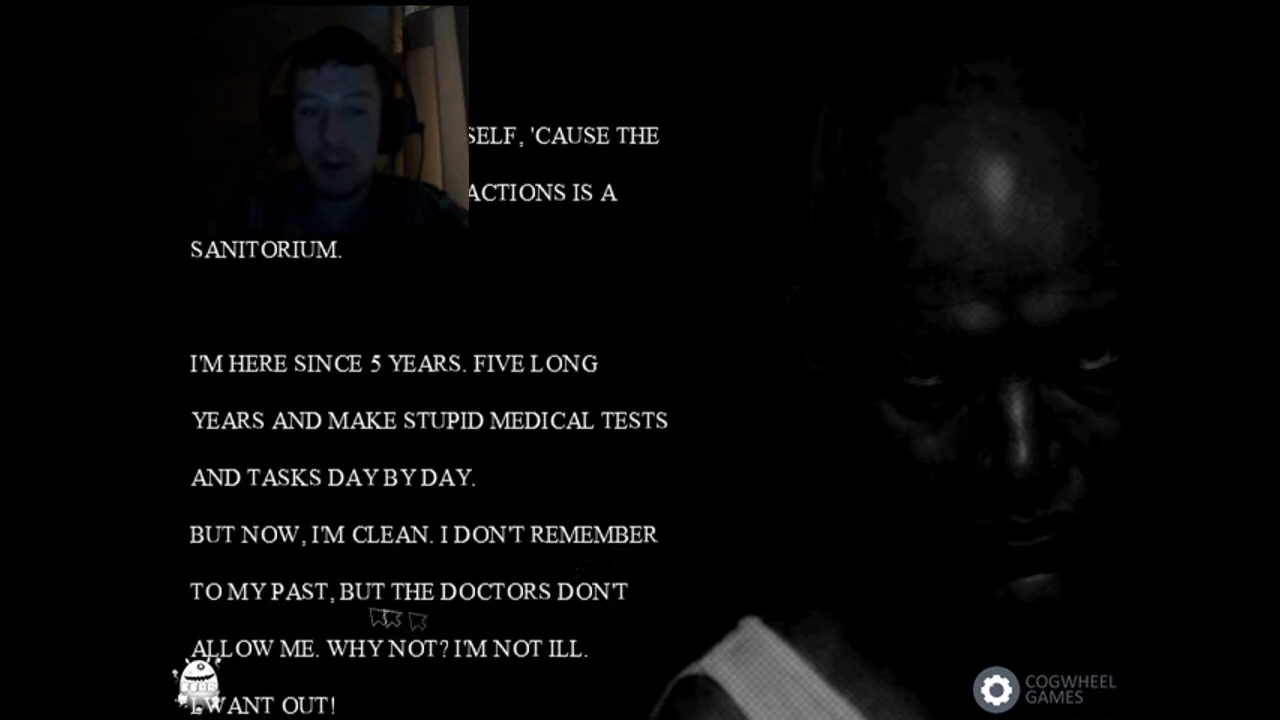 SELF, 'CAUSE THE
ACTIONS IS A
SANITORIUM.
I'M HERE SINCE 5 YEARS. FIVE LONG
YEARS AND MAKE STUPID MEDICAL TESTS
AND TASKS DAY BY DAY.
BUT NOW, I'M CLEAN. I DON'T REMEMBER
TO MY PAST, BUT THE DOCTORS DON'T
ALLOW ME. WHY NOT? I'M NOT ILL.
I WANT OUT!
COGWHEEL
GAMES